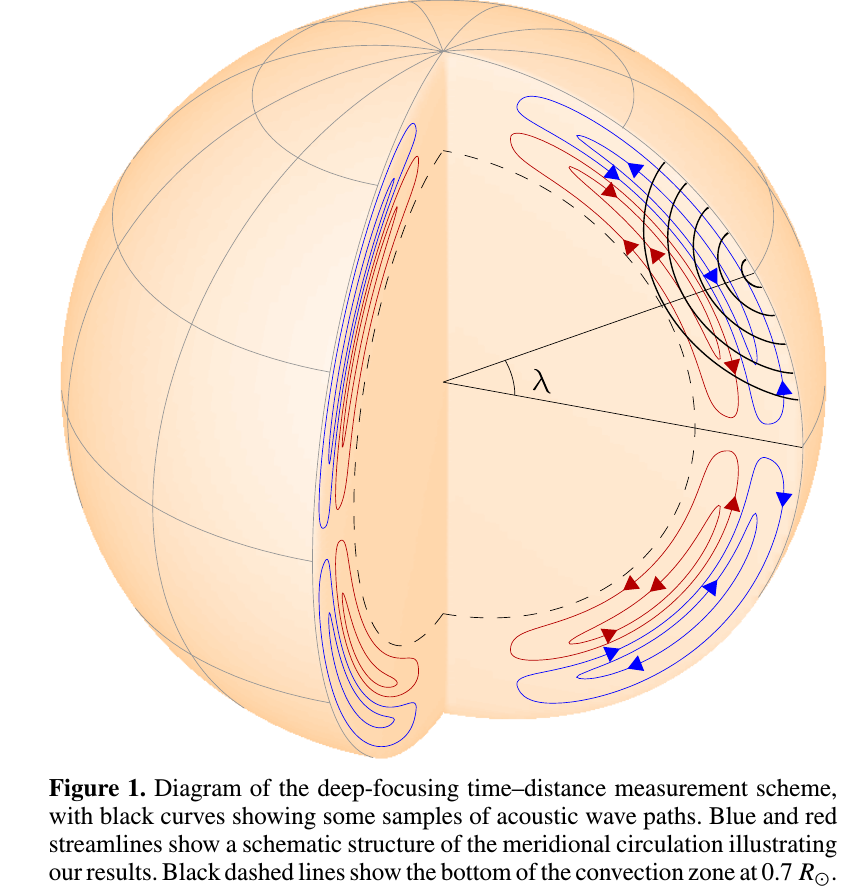 λ
Figure 1. Diagram of the deep-focusing time–distance measurement scheme,
with black curves showing some samples of acoustic wave paths. Blue and red
streamlines show a schematic structure of the meridional circulation illustrating
our results. Black dashed lines show the bottom of the convection zone at 0.7 R⊙.